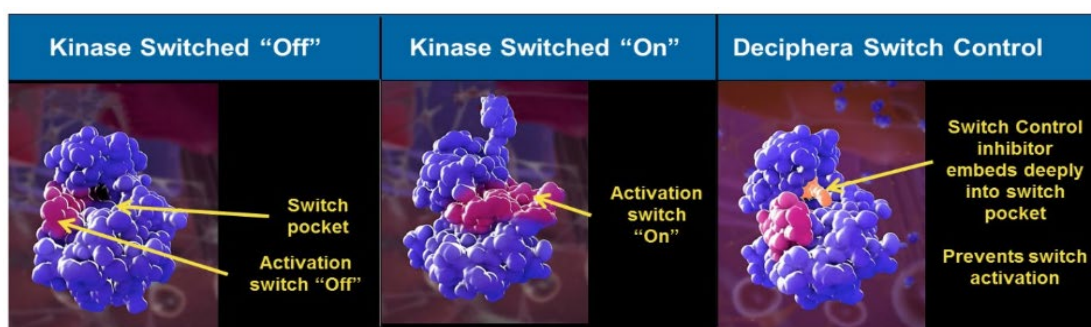 Kinase Switched “Off”
Kinase Switched “On”
Deciphera Switch Control
Switch
pocket
Activation
switch “Off”
Activation
switch
“On”
Switch Control
inhibitor
embeds deeply
into switch
pocket
Prevents switch
activation